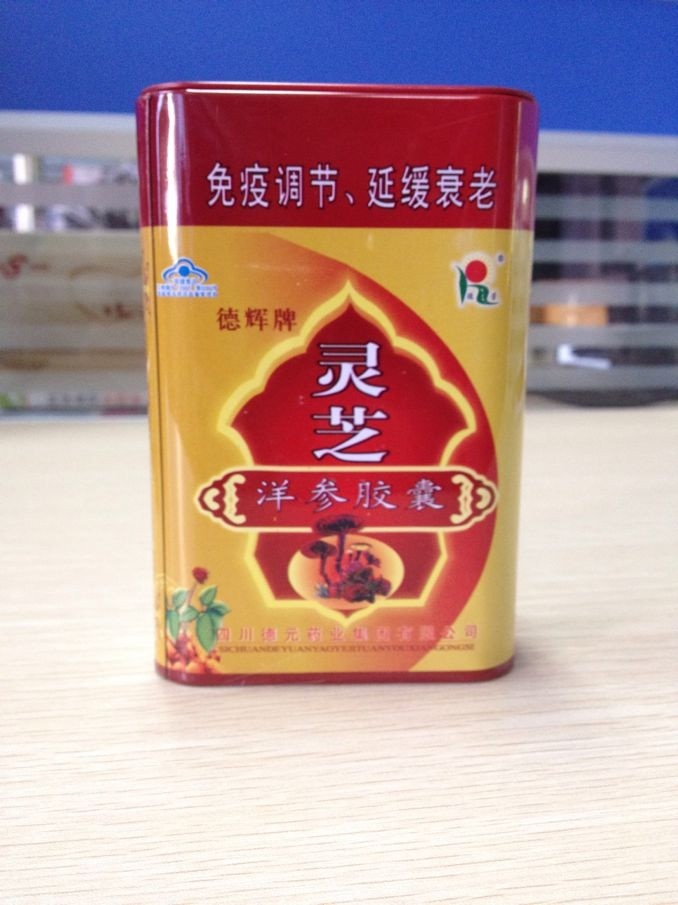 免疫调节、延缓衰老
德辉牌
灵
芝
洋参胶囊
四川德元药业集团有限公司
SICHUANDEYUANYAOYEJITUANYOUXIANGONGSI